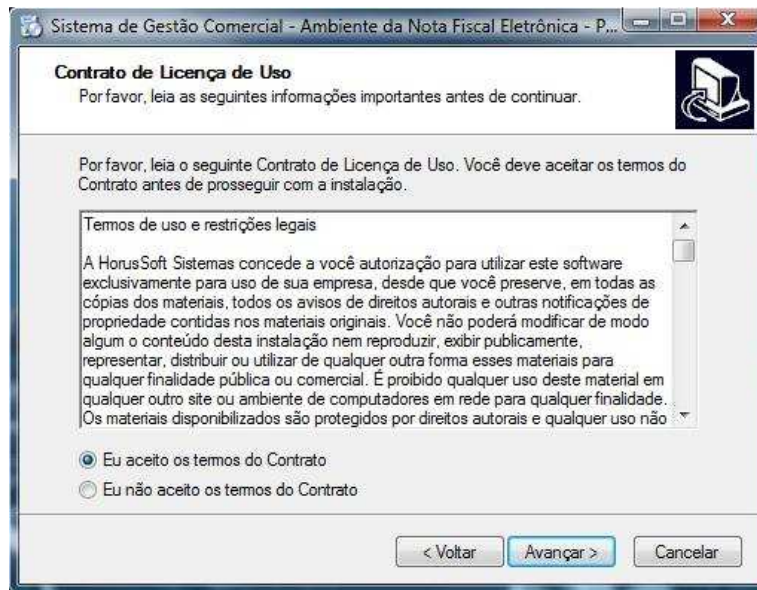 Sistema de Gestão Comercial - Ambiente da Nota Fiscal Eletrônica - P...
Contrato de Licença de Uso
Por favor, leia as seguintes informações importantes antes de continuar.
Por favor, leia o seguinte Contrato de Licença de Uso. Você deve aceitar os termos do
Contrato antes de prosseguir com a instalação.
Termos de uso e restrições legais
A HorusSoft Sistemas concede a você autorização para utilizar este software
exclusivamente para uso de sua empresa, desde que você preserve, em todas as
cópias dos materiais, todos os avisos de direitos autorais e outras notificações de
propriedade contidas nos materiais originais. Você não poderá modificar de modo
algum o conteúdo desta instalação nem reproduzir, exibir publicamente,
representar, distribuir ou utilizar de qualquer outra forma esses materiais para
qualquer finalidade pública ou comercial. É proibido qualquer uso deste material em
qualquer outro site ou ambiente de computadores em rede para qualquer finalidade.
Os materiais disponibilizados são protegidos por direitos autorais e qualquer uso não
Eu aceito os termos do Contrato
Eu não aceito os termos do Contrato
< Voltar Avançar > Cancelar